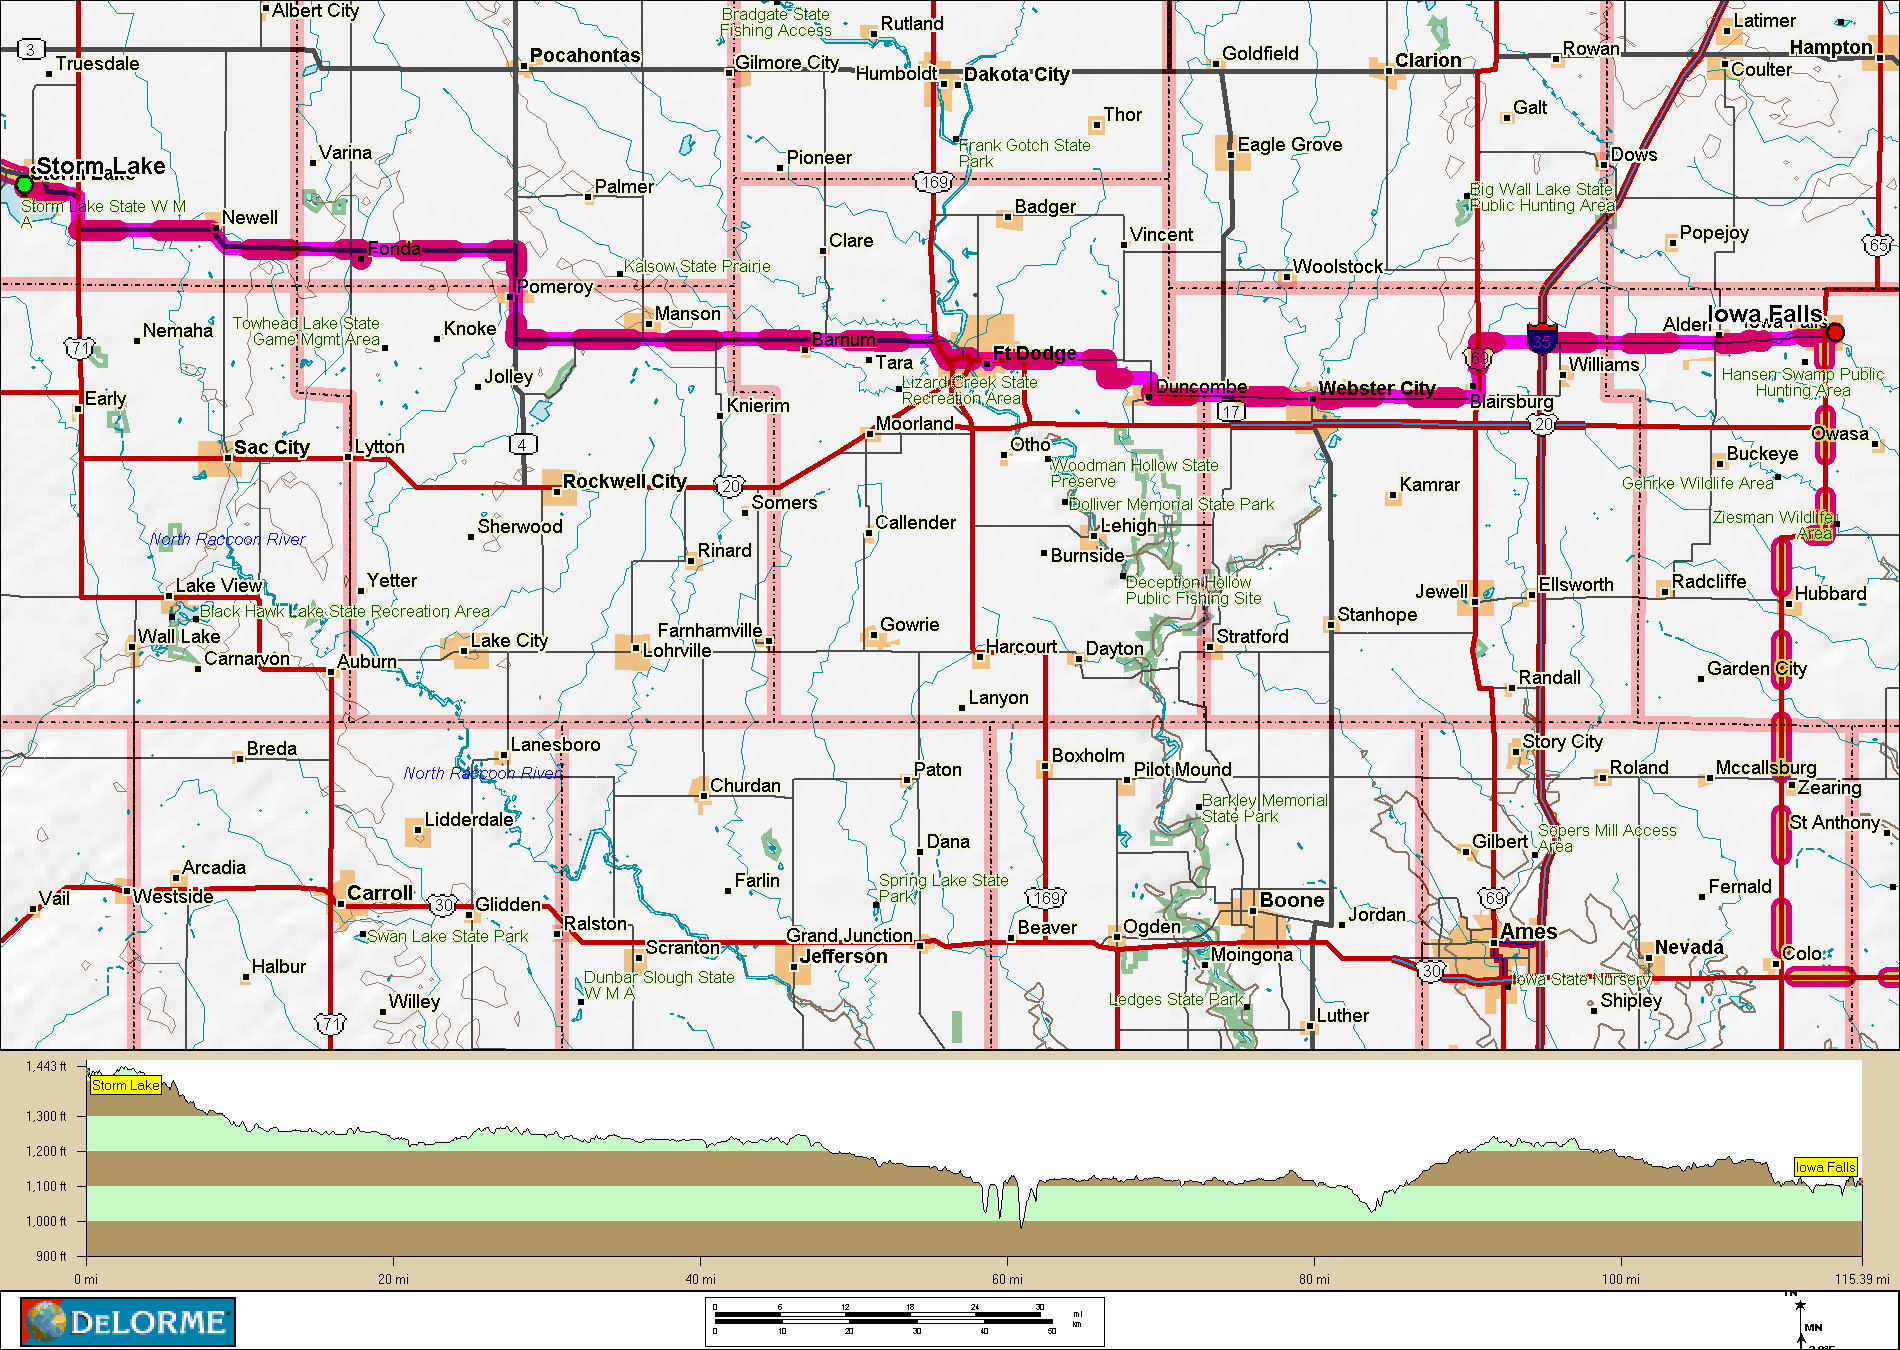 Albert City
Bradgate State
Fishing Access
Rutland
Latimer
3
Truesdale
Pocahontas
Gilmore City
Humboldt
Dakota City
Goldfield
Clarion
Rowan
Hampton
Coulter
Galt
Thor
Varina
Pioneer
Frank Gotch State
Park
Eagle Grove
Dows
Storm Lake
Palmer
169
Big Wall Lake State
Public Hunting Area
Storm Lake State W M
A
Newell
Badger
Fonda
Clare
Vincent
Popejoy
65
Kalsow State Prairie
Woolstock
Pomeroy
Nemaha
Towhead Lake State
Game Mgmt Area
Knoke
Manson
Barnum
Iowa Falls
Alden
Iowa Falls
71
35
69
Tara
Ft Dodge
Williams
Jolley
Lizard Creek State
Recreation Area
Duncombe
Webster City
Hansen Swamp Public
Hunting Area
Early
Knierim
17
Blairsburg
Moorland
20
Owasa
Sac City
Lytton
4
Otho
Buckeye
Rockwell City
20
Woodman Hollow State
Preserve
Kamrar
Gehrke Wildlife Area
Somers
Dolliver Memorial State Park
Ziesman Wildlife
Area
Sherwood
Callender
Lehigh
North Raccoon River
Rinard
Burnside
Lake View
Yetter
Deception Hollow
Public Fishing Site
Jewell
Ellsworth
Radcliffe
Hubbard
Black Hawk Lake State Recreation Area
Stanhope
Wall Lake
Lake City
Farnhamville
Gowrie
Stratford
Carnarvon
Auburn
Lohrville
Harcourt
Dayton
Garden City
Randall
Lanyon
Breda
Lanesboro
Boxholm
Story City
North Raccoon River
Paton
Pilot Mound
Roland
Mccallsburg
Churdan
Zearing
Lidderdale
Barkley Memorial
State Park
St Anthony
Dana
Gilbert
Sopers Mill Access
Area
Arcadia
Farlin
Spring Lake State
Park
Fernald
Vail
Westside
Carroll
30
Glidden
169
Boone
69
Jordan
Ralston
Beaver
Ogden
Ames
Swan Lake State Park
Scranton
Grand Junction
Jefferson
Moingona
Nevada
Colo
Halbur
Dunbar Slough State
W M A
30
Iowa State Nursery
Willey
Ledges State Park
Shipley
71
Luther
1,443 ft
Storm Lake
1,300 ft
1,200 ft
Iowa Falls
1,100 ft
1,000 ft
900 ft
0 mi
20 mi
40 mi
60 mi
80 mi
100 mi
115.39 mi
DELORME
0 6 12 18 24 30
mi
km
0 10 20 30 40 50
MN